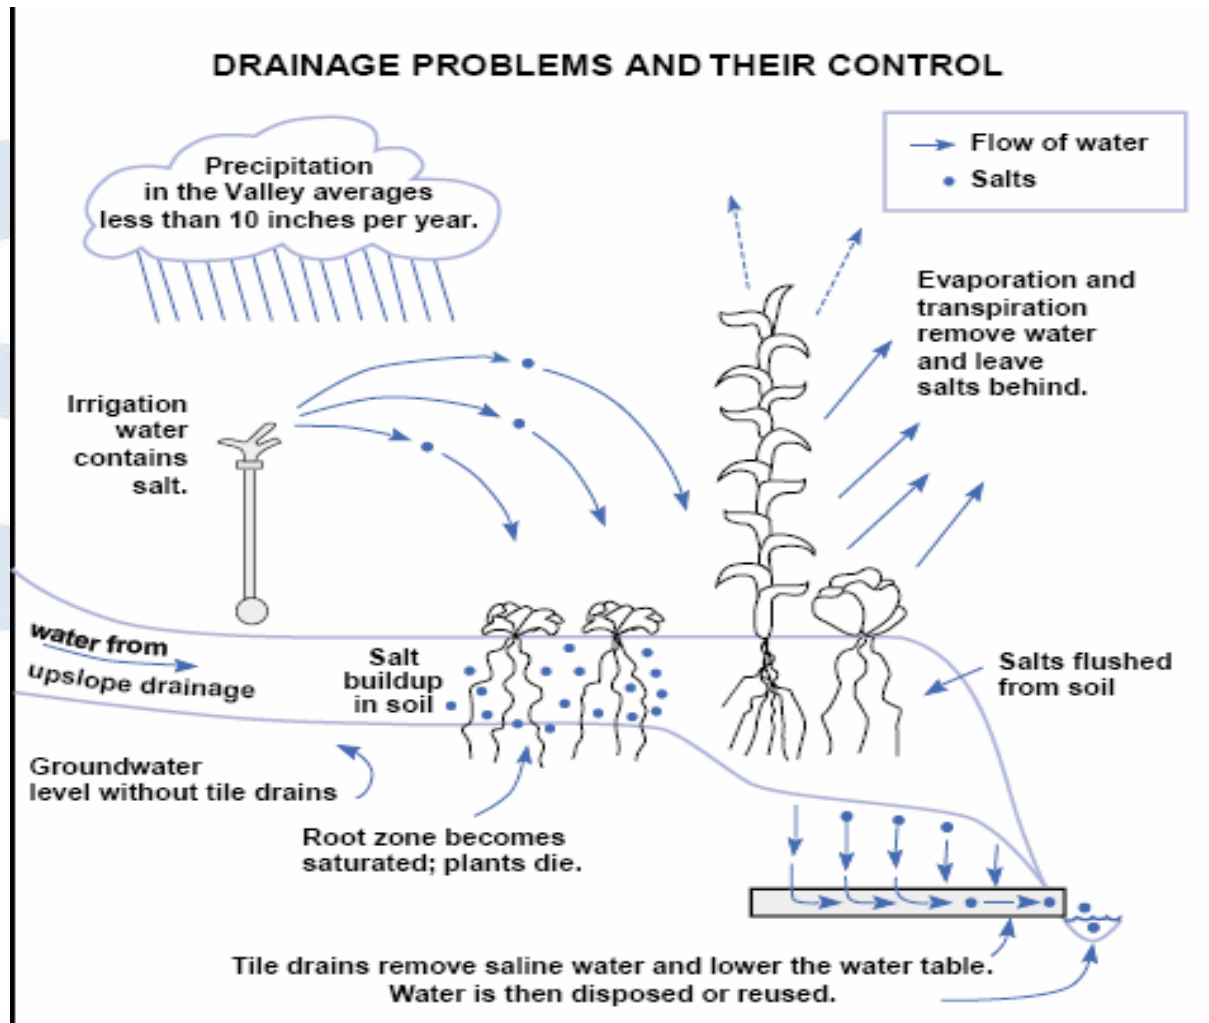 DRAINAGE PROBLEMS AND THEIR CONTROL
Precipitation
in the Valley averages
less than 10 inches per year.
Flow of water
Salts
Evaporation and
transpiration
remove water
and leave
salts behind.
Irrigation
water
contains
salt.
water from
upslope drainage
Salt
buildup
in soil
Salts flushed
from soil
Groundwater
level without tile drains
Root zone becomes
saturated; plants die.
Tile drains remove saline water and lower the water table.
Water is then disposed or reused.